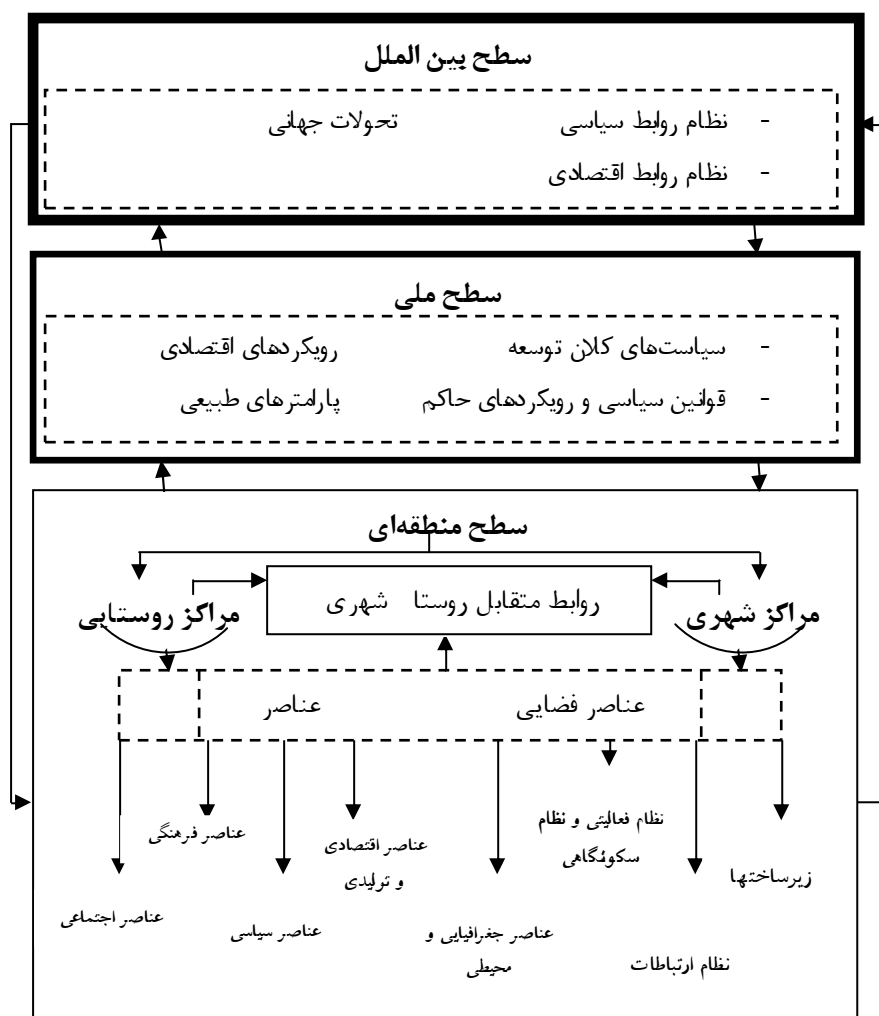 سطح بین الملل
- نظام روابط سیاسی تحولات جهانی
- نظام روابط اقتصادی
سطح ملی
- سیاست‌های کلان توسعه رویکردهای اقتصادی
- قوانین سیاسی و رویکردهای حاکم پارامترهای طبیعی
سطح منطقه‌ای
مراکز شهری
روابط متقابل روستا شهری
مراکز روستایی
عناصر فضایی عناصر
زیرساختها
نظام ارتباطات
نظام فعالیتی و نظام
سکونگاهی
عناصر جغرافیایی و
محیطی
عناصر اقتصادی
و تولیدی
عناصر سیاسی
عناصر فرهنگی
عناصر اجتماعی